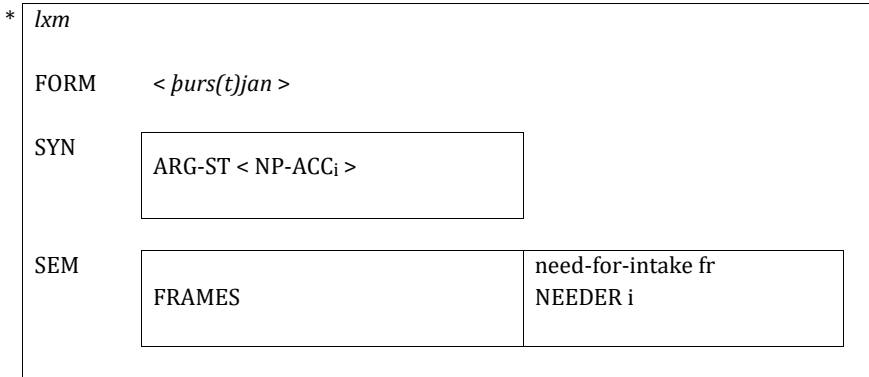 * lxm
FORM < þurs(t)jan >
SYN
ARG-ST < NP-ACCi >
SEM
need-for-intake fr
FRAMES NEEDER i